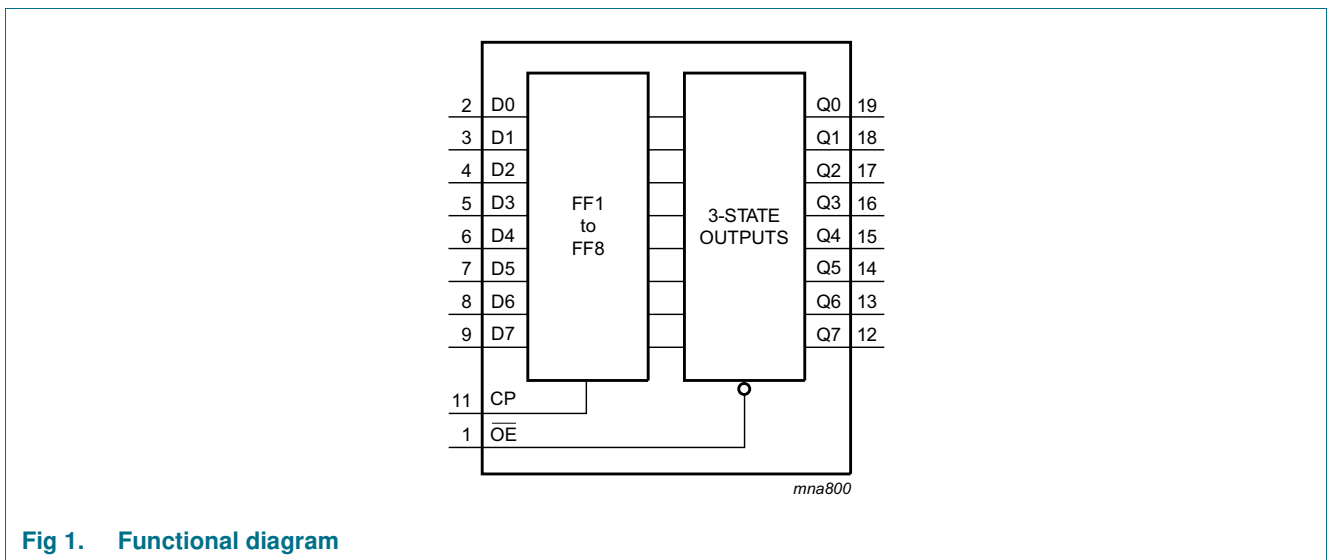 2 D0 Q0 19
3 D1 Q1 18
4 D2 Q2 17
5 D3 Q3 16
6 D4 Q4 15
7 D5 Q5 14
8 D6 Q6 13
9 D7 Q7 12
FF1
to
FF8
3-STATE
OUTPUTS
11 CP
1 O̅E̅
mna800
Fig 1. Functional diagram